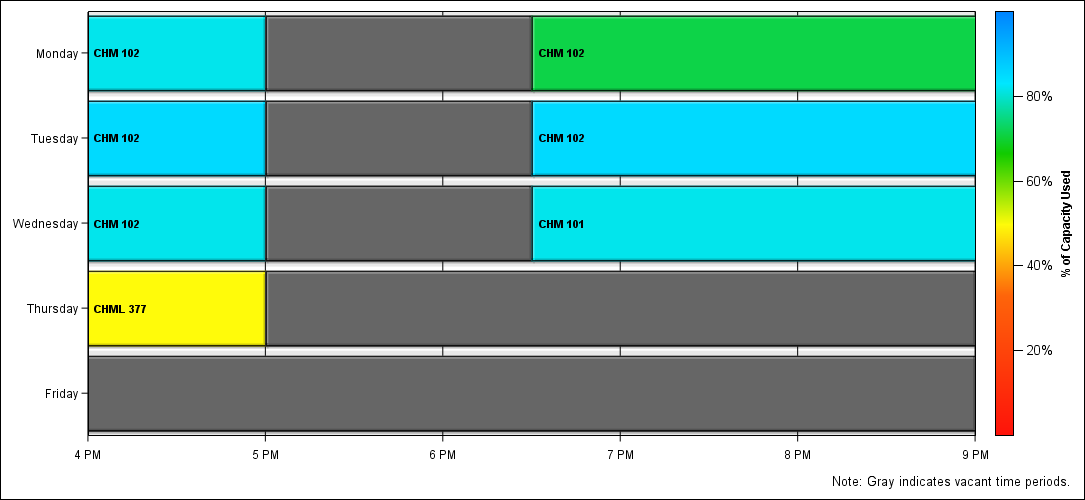 Monday
CHM 102
CHM 102
Tuesday
CHM 102
CHM 102
Wednesday
CHM 102
CHM 101
Thursday
CHML 377
Friday
4 PM
5 PM
6 PM
7 PM
8 PM
9 PM
80%
60%
40%
20%
% of Capacity Used
Note: Gray indicates vacant time periods.